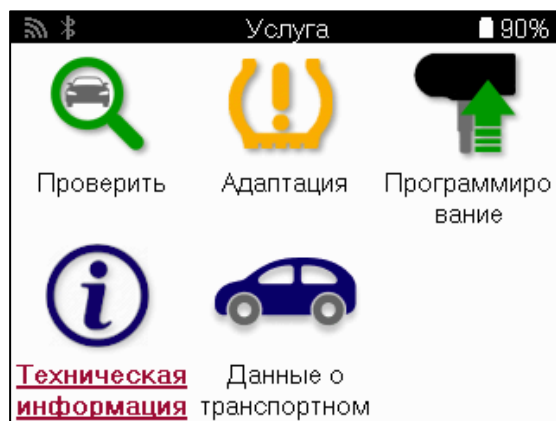 Услуга 90%
Проверить Адаптация Программиро
вание
Техническая Данные о
информация транспортном